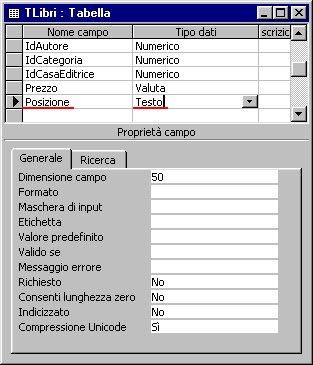 TLibri : Tabella
Nome campo Tipo dati scrizic
IdAutore Numerico
IdCategoria Numerico
IdCasaEditrice Numerico
Prezzo Valuta
Posizione Testo
Proprietà campo
Generale Ricerca
Dimensione campo 50
Formato
Maschera di input
Etichetta
Valore predefinito
Valido se
Messaggio errore
Richiesto No
Consenti lunghezza zero No
Indicizzato No
Compressione Unicode Sì